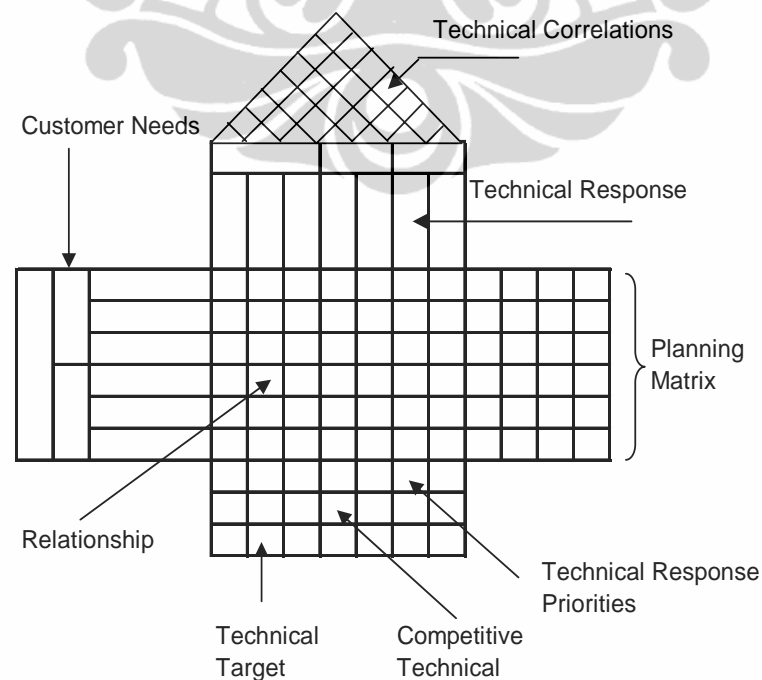 Technical Correlations
Customer Needs
Technical Response
Planning
Matrix
Relationship
Technical Response
Priorities
Technical
Target
Competitive
Technical